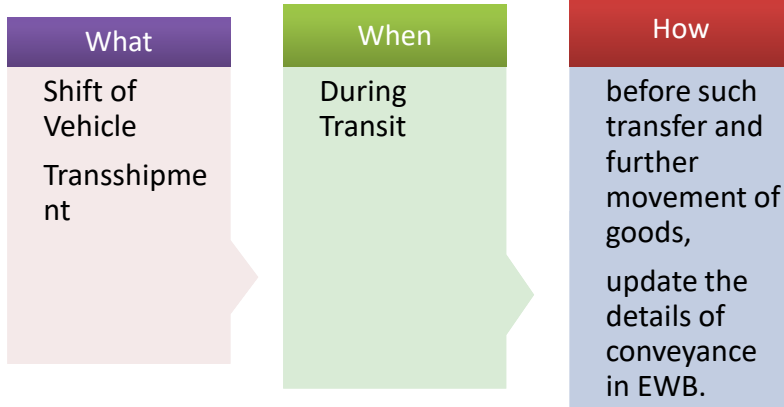 What
Shift of
Vehicle
Transshipme
nt
When
During
Transit
How
before such
transfer and
further
movement of
goods,
update the
details of
conveyance
in EWB.